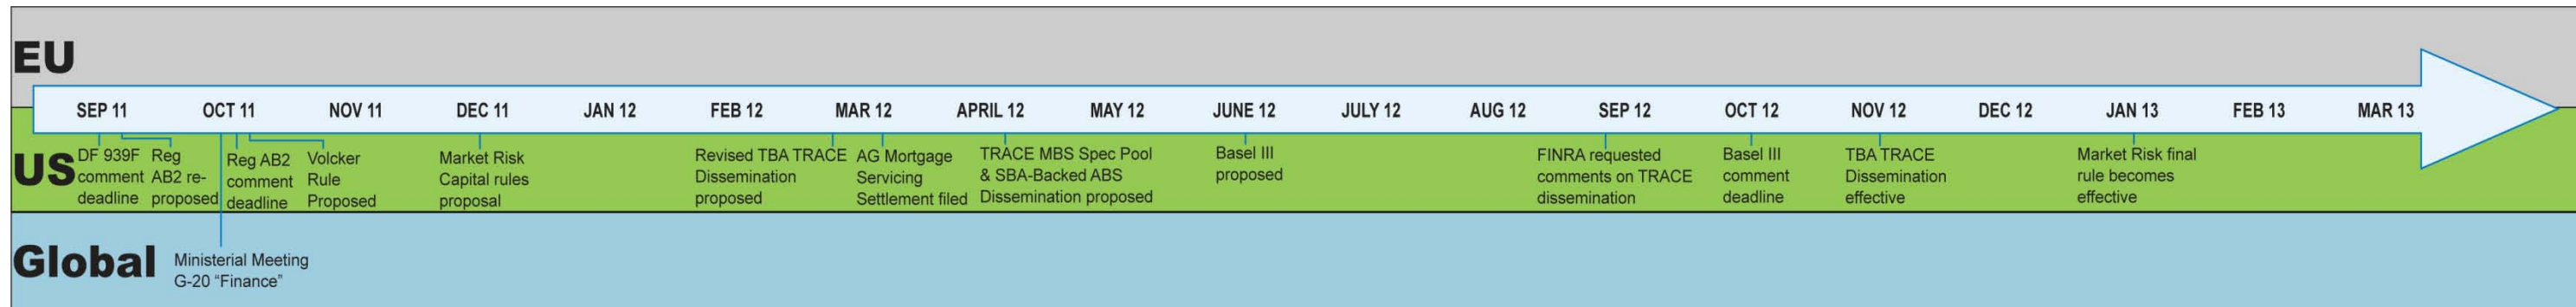 EU
SEP 11 OCT 11 NOV 11 DEC 11 JAN 12 FEB 12 MAR 12 APRIL 12 MAY 12 JUNE 12 JULY 12 AUG 12 SEP 12 OCT 12 NOV 12 DEC 12 JAN 13 FEB 13 MAR 13
US
DF 939F
comment
deadline
Reg
AB2 re-
proposed
Reg AB2
comment
deadline
Volcker
Rule
Proposed
Market Risk
Capital rules
proposal
Revised TBA TRACE
Dissemination
proposed
AG Mortgage
Servicing
Settlement filed
TRACE MBS Spec Pool
& SBA-Backed ABS
Dissemination proposed
Basel III
proposed
FINRA requested
comments on TRACE
dissemination
Basel III
comment
deadline
TBA TRACE
Dissemination
effective
Market Risk final
rule becomes
effective
Global
Ministerial Meeting
G-20 “Finance”